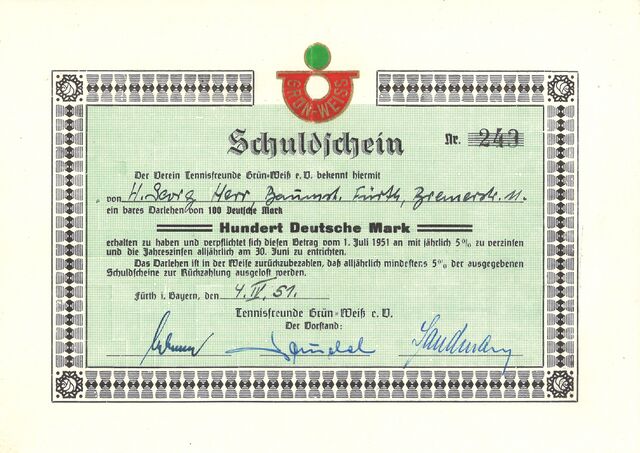 GRÜN-WEISS
Schuldschein
Nr. 243
Der Verein Tennisfreunde Grün-Weiß e.V. bekennt hiermit
von H. Georg Herr, Fürth,
ein bares Darlehen von 100 Deutsche Mark
Hundert Deutsche Mark
erhalten zu haben und verpflichtet sich diesen Betrag vom 1. Juli 1951 an mit jährlich 5% zu verzinsen
und die Jahreszinsen alljährlich am 30. Juni zu entrichten.
Das Darlehen ist in der Weise zurückzubezahlen, daß alljährlich mindestens 5% der ausgegebenen
Schuldscheine zur Rückzahlung ausgelost werden.
Fürth i. Bayern, den 4. IV. 51.
Tennisfreunde Grün-Weiß e.V.
Der Vorstand: